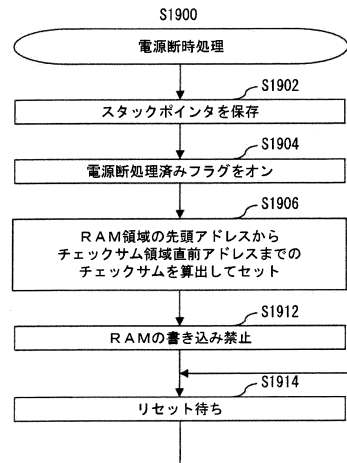 S1900
電源断時処理
S1902
スタックポインタを保存
S1904
電源断処理済みフラグをオン
S1906
RAM領域の先頭アドレスから
チェックサム領域直前アドレスまでの
チェックサムを算出してセット
S1912
RAMの書き込み禁止
S1914
リセット待ち